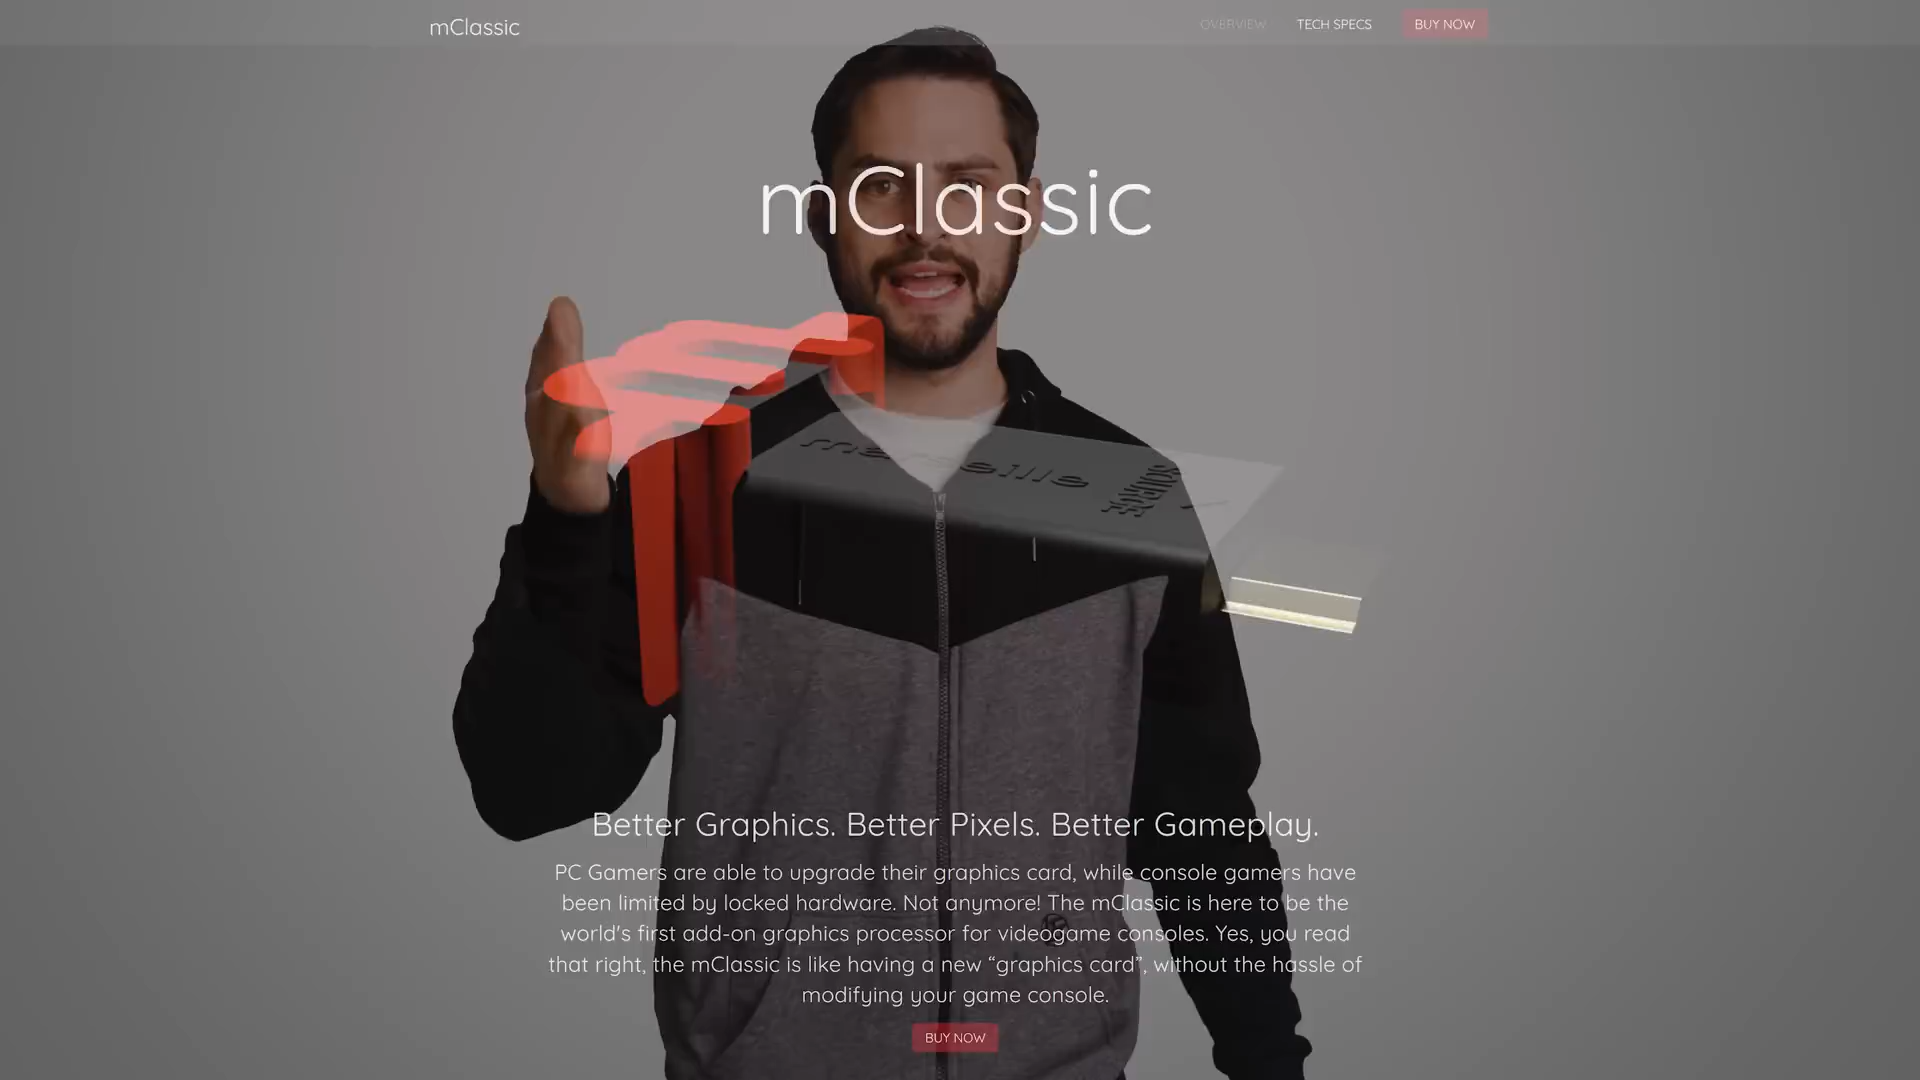 mClassic
OVERVIEW
TECH SPECS
BUY NOW
mClassic
marseille
SOURCE
Better Graphics. Better Pixels. Better Gameplay.
PC Gamers are able to upgrade their graphics card, while console gamers have
been limited by locked hardware. Not anymore! The mClassic is here to be the
world's first add-on graphics processor for videogame consoles. Yes, you read
that right, the mClassic is like having a new “graphics card”, without the hassle of
modifying your game console.
BUY NOW